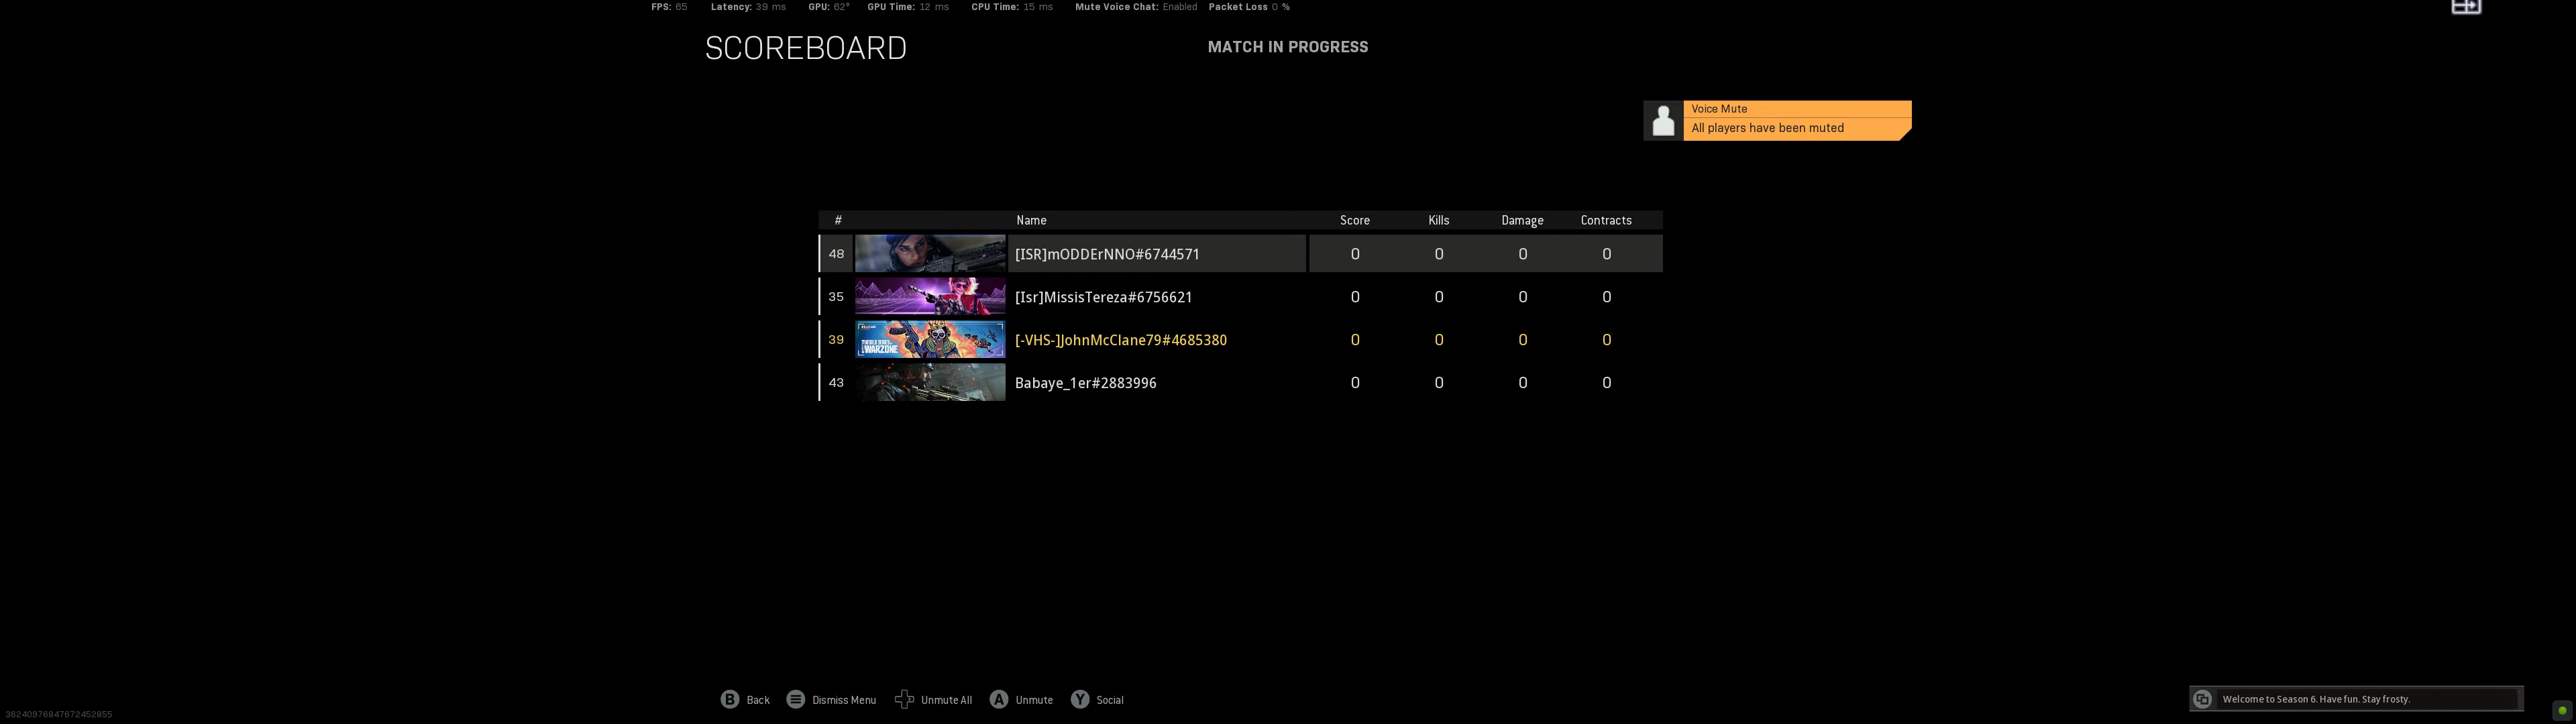 FPS: 65 Latency: 39 ms GPU: 62° GPU Time: 12 ms CPU Time: 15 ms Mute Voice Chat: Enabled Packet Loss 0 %
SCOREBOARD
MATCH IN PROGRESS
Voice Mute
All players have been muted
# Name Score Kills Damage Contracts
48 [ISR]mODDErNNO#6744571 0 0 0 0
35 [Isr]MissisTereza#6756621 0 0 0 0
39 WARZONE [-VHS-]JohnMcClane79#4685380 0 0 0 0
43 Babaye_1er#2883996 0 0 0 0
B Back Dismiss Menu Unmute All A Unmute Y Social
Welcome to Season 6. Have fun. Stay frosty.
36240976847672452855